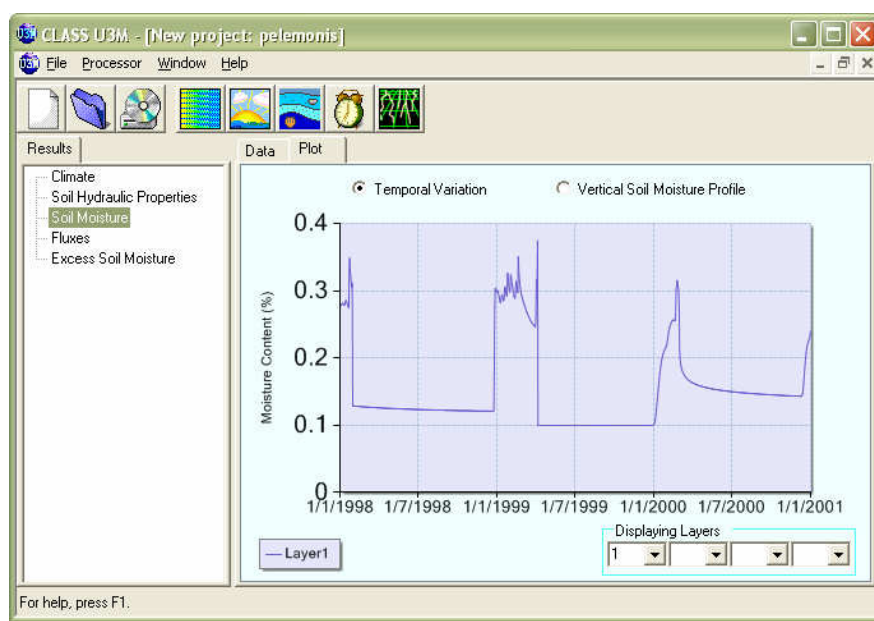 CLASS U3M - [New project: pelemonis]
U3M File Processor Window Help
Results
Data Plot
Climate
Soil Hydraulic Properties
Soil Moisture
Fluxes
Excess Soil Moisture
Temporal Variation Vertical Soil Moisture Profile
Moisture Content (%)
0.4
0.3
0.2
0.1
0
1/1/1998 1/7/1998 1/1/1999 1/7/1999 1/1/2000 1/7/2000 1/1/2001
Layer1
Displaying Layers
1
For help, press F1.